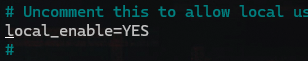 # Uncomment this to allow local us
local_enable=YES
#